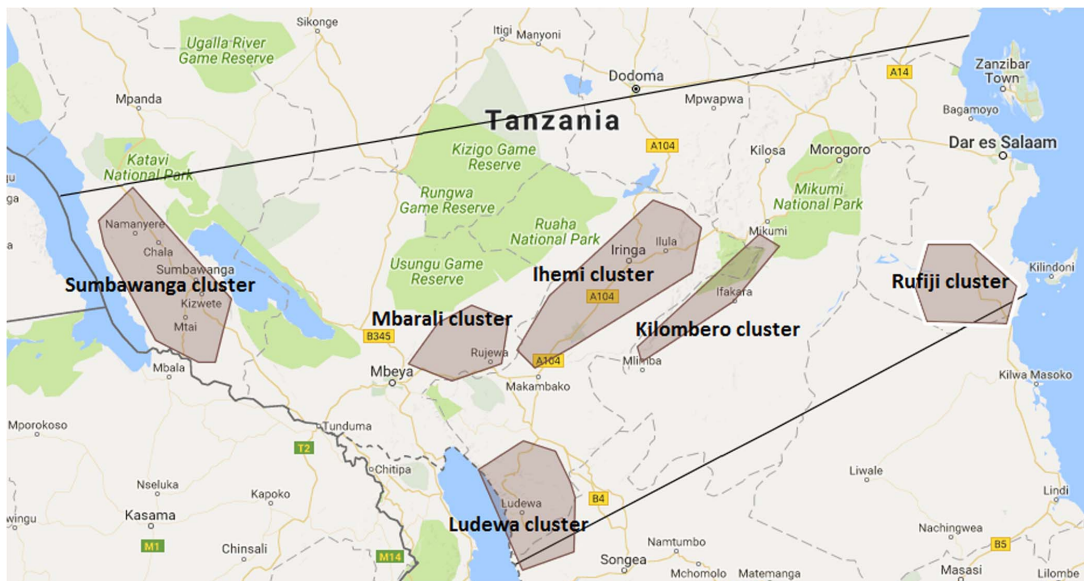 Sikonge
Itigi
Manyoni
Ugalla River
Game Reserve
Zanzibar
Town
A14
Dodoma
Mpanda
Mpwapwa
Bagamoyo
Tanzania
Dar es Salaam
A104
Kizigo Game
Reserve
Kilosa
Morogoro
Katavi
National Park
Rungwa
Game Reserve
Mikumi
National Park
Ruaha
National Park
Namanyere
Mikumi
Chala
Iringa
Ilula
Usungu Game
Reserve
Sumbawanga
Sumbawanga cluster
Ihemi cluster
Rufiji cluster
Kilindoni
Kizwete
A104
Ifakara
Mtai
Mbarali cluster
Kilombero cluster
B345
Rujewa
A104
Mlimba
Mbala
Mbeya
Makambako
Kilwa Masoko
Mporokoso
Tunduma
T2
Chitipa
Liwale
Nseluka
Kapoko
B4
Lindi
Kasama
Ludewa
Ludewa cluster
Nachingwea
M1
Chinsali
M14
Songea
Namtumbo
B5
Mchomoro
Matemanga
Masasi
Lilombe